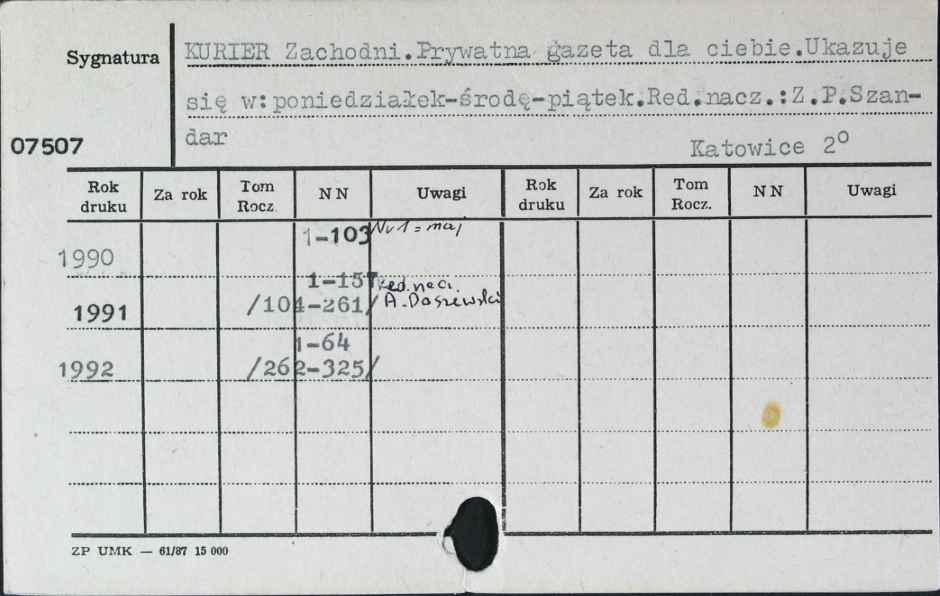 Sygnatura
KURIER Zachodni.Prywatna gazeta dla ciebie.Ukazuje
się w:poniedziałek-środę-piątek.Red.nacz.:Z.P.Szan-
dar
07507
Katowice 2°
Rok druku Za rok Tom Rocz. NN Uwagi Rok druku Za rok Tom Rocz. NN Uwagi
1990 1-103 Nr 1 = maj
1-157 red.nacz.
1991 /104-261/ A.Daszewski
1-64
1992 /262-325/
ZP UMK — 61/87 15 000